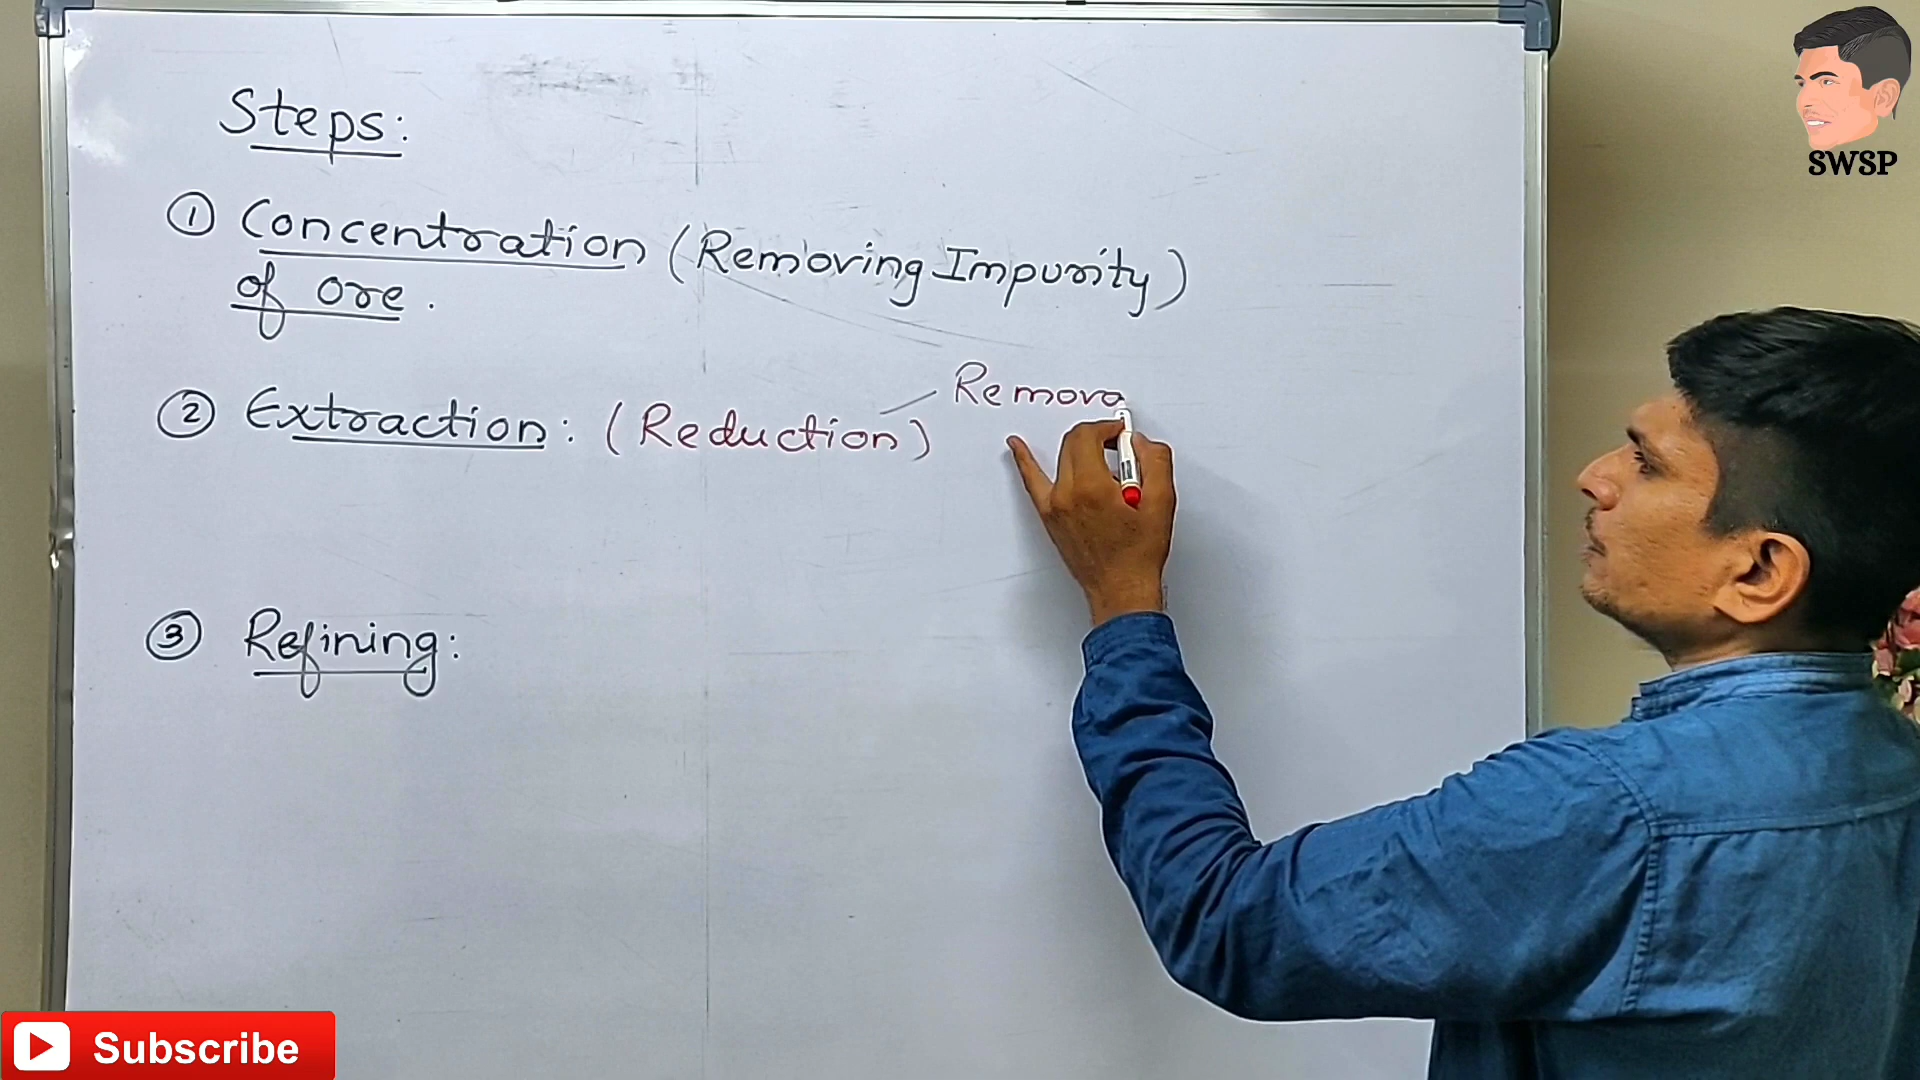 Steps:
① Concentration (Removing Impurity)
of ore.
② Extraction: (Reduction)
Remova
③ Refining:
SWSP
Subscribe